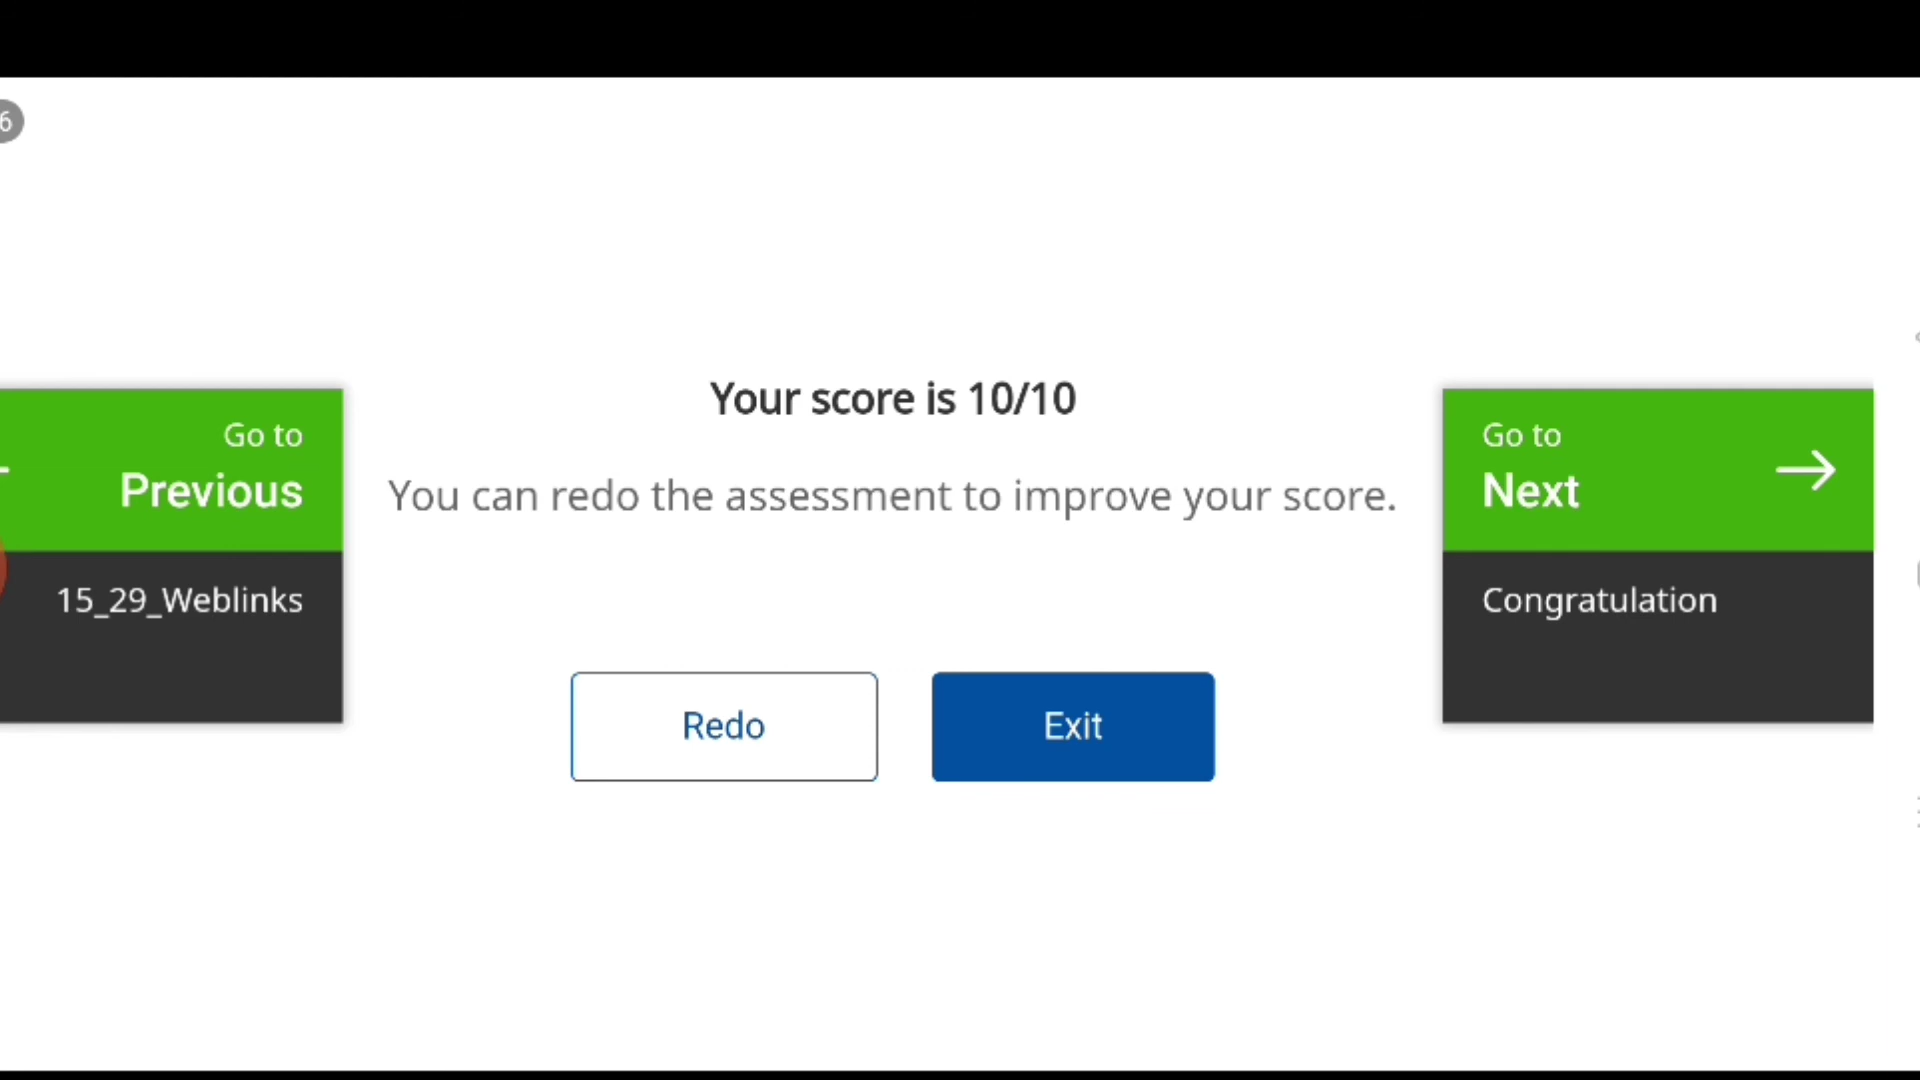 6
Your score is 10/10
Go to
Previous
You can redo the assessment to improve your score.
Go to
Next
15_29_Weblinks
Congratulation
Redo
Exit